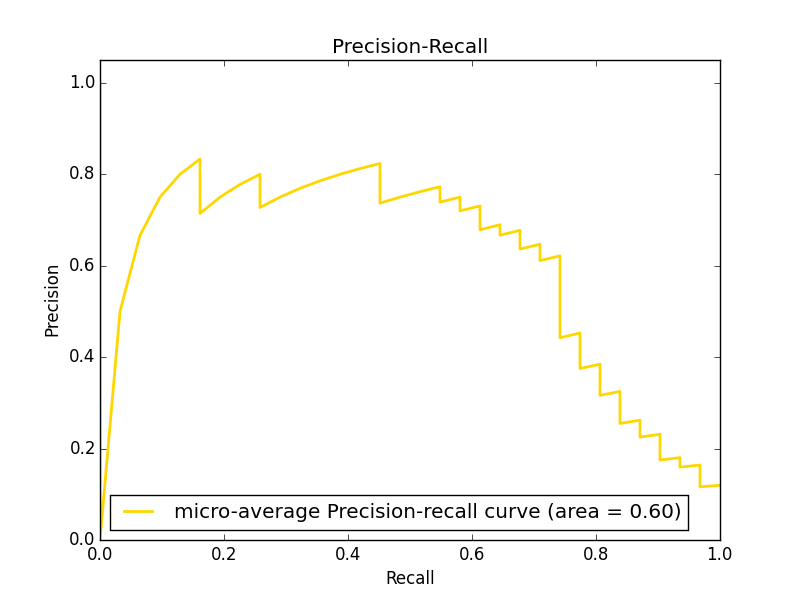 Precision-Recall
1.0
0.8
0.6
0.4
0.2
0.0
Precision
micro-average Precision-recall curve (area = 0.60)
0.0 0.2 0.4 0.6 0.8 1.0
Recall